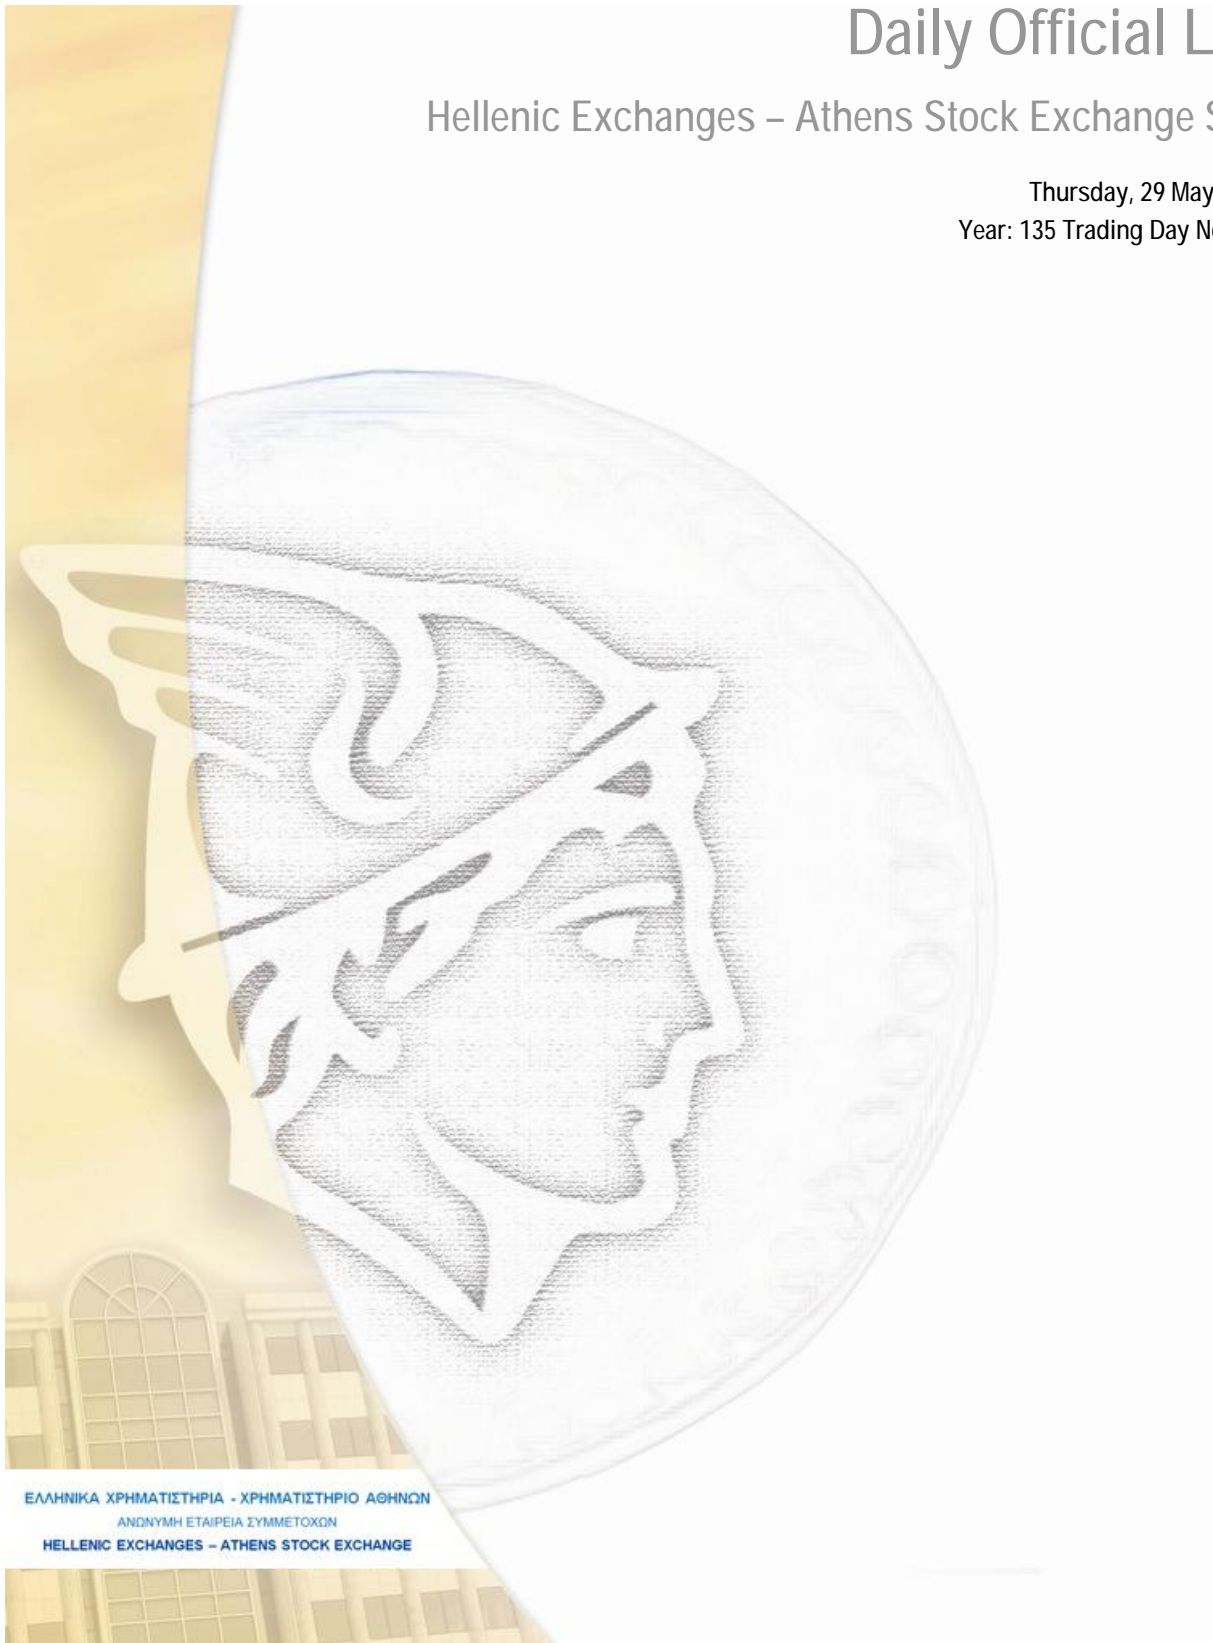 Daily Official L
Hellenic Exchanges – Athens Stock Exchange S
Thursday, 29 May
Year: 135 Trading Day N
ΕΛΛΗΝΙΚΑ ΧΡΗΜΑΤΙΣΤΗΡΙΑ - ΧΡΗΜΑΤΙΣΤΗΡΙΟ ΑΘΗΝΩΝ
ΑΝΩΝΥΜΗ ΕΤΑΙΡΕΙΑ ΣΥΜΜΕΤΟΧΩΝ
HELLENIC EXCHANGES – ATHENS STOCK EXCHANGE